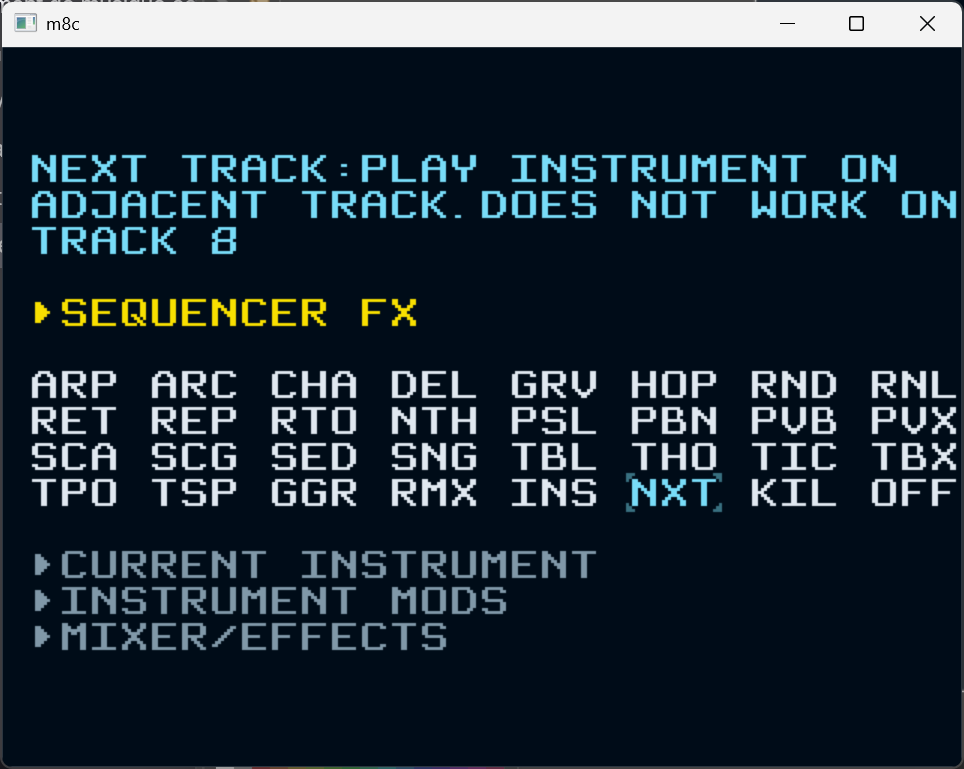 m8c
NEXT TRACK:PLAY INSTRUMENT ON
ADJACENT TRACK.DOES NOT WORK ON
TRACK 8
SEQUENCER FX
ARP ARC CHA DEL GRV HOP RND RNL
RET REP RTO NTH PSL PBN PVB PVX
SCA SCG SED SNG TBL THO TIC TBX
TPO TSP GGR RMX INS NXT KIL OFF
CURRENT INSTRUMENT
INSTRUMENT MODS
MIXER/EFFECTS